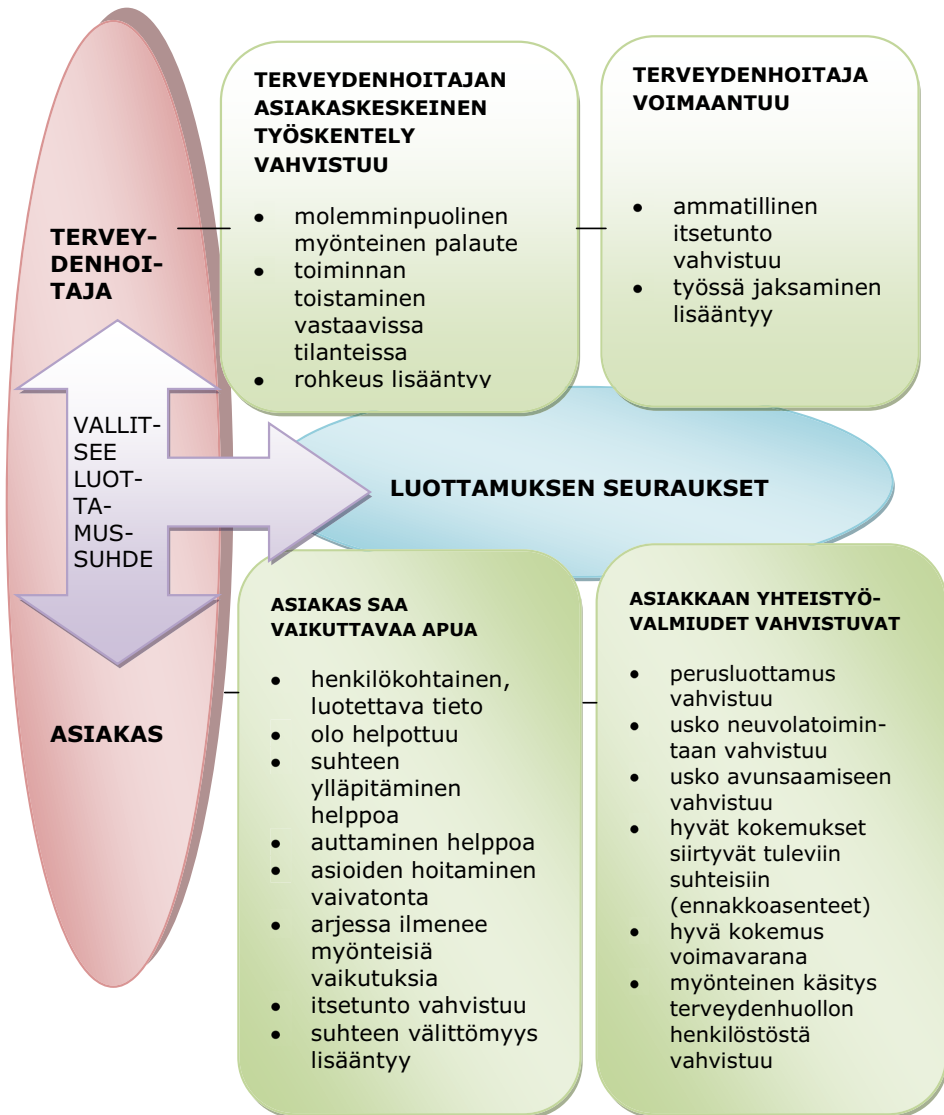 TERVEYDENHOITAJAN
ASIAKASKESKEINEN
TYÖSKENTELY
VAHVISTUU
• molemminpuolinen
myönteinen palaute
• toiminnan
toistaminen
vastaavissa
tilanteissa
• rohkeus lisääntyy
TERVEYDENHOITAJA
VOIMAANTUU
• ammatillinen
itsetunto
vahvistuu
• työssä jaksaminen
lisääntyy
TERVEY-
DENHOI-
TAJA
VALLIT-
SEE
LUOT-
TA-
MUS-
SUHDE
LUOTTAMUKSEN SEURAUKSET
ASIAKAS
ASIAKAS SAA
VAIKUTTAVAA APUA
• henkilökohtainen,
luotettava tieto
• olo helpottuu
• suhteen
ylläpitäminen
helppoa
• auttaminen helppoa
• asioiden hoitaminen
vaivatonta
• arjessa ilmenee
myönteisiä
vaikutuksia
• itsetunto vahvistuu
• suhteen välittömyys
lisääntyy
ASIAKKAAN YHTEISTYÖ-
VALMIUDET VAHVISTUVAT
• perusluottamus
vahvistuu
• usko neuvolatoimin-
taan vahvistuu
• usko avunsaamiseen
vahvistuu
• hyvät kokemukset
siirtyvät tuleviin
suhteisiin
(ennakkoasenteet)
• hyvä kokemus
voimavarana
• myönteinen käsitys
terveydenhuollon
henkilöstöstä
vahvistuu